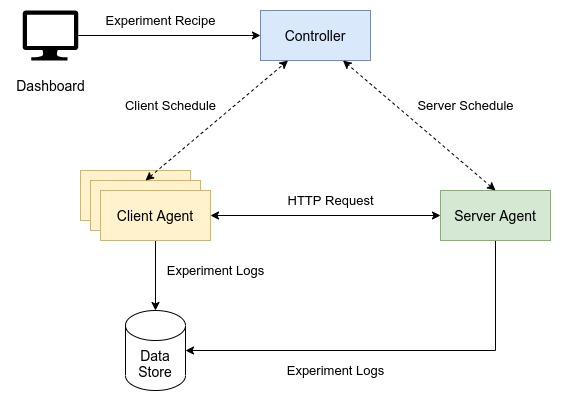 Experiment Recipe
Controller
Dashboard
Client Schedule
Server Schedule
HTTP Request
Client Agent
Server Agent
Experiment Logs
Data
Store
Experiment Logs